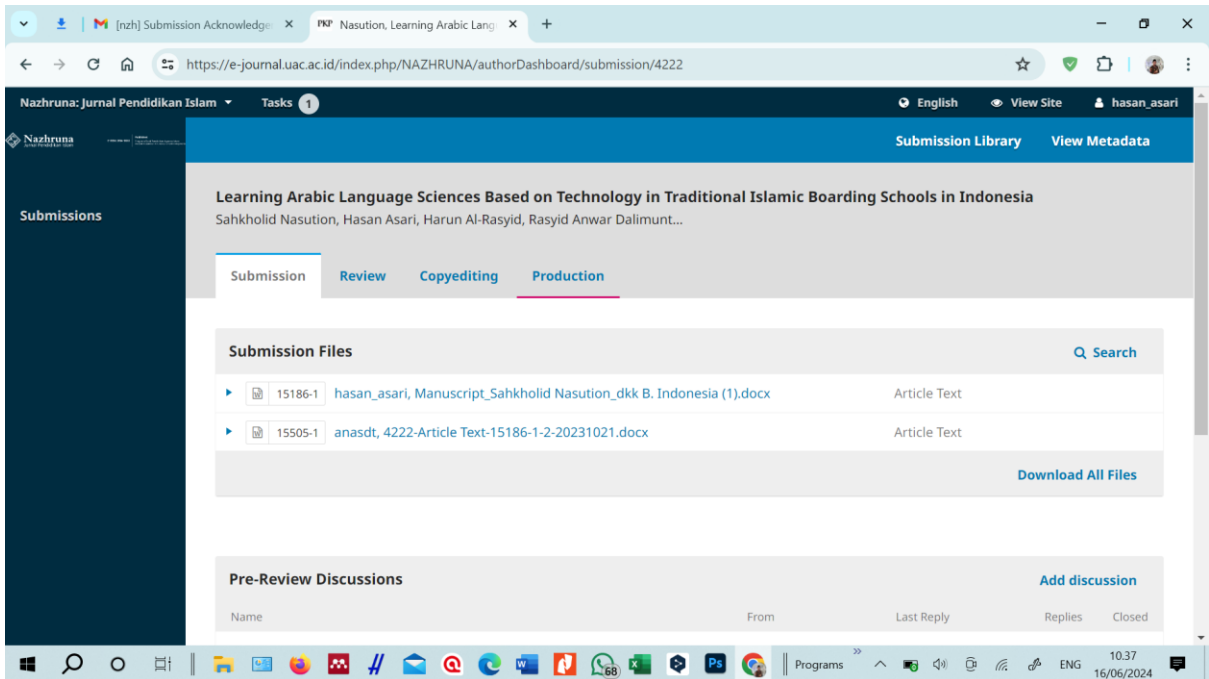 [nzh] Submission Acknowledge
PKP Nasution, Learning Arabic Lang
https://e-journal.uac.ac.id/index.php/NAZHRUNA/authorDashboard/submission/4222
Nazhruna: Jurnal Pendidikan Islam Tasks 1 English View Site hasan_asari
Nazhruna
Submission Library View Metadata
Submissions
Learning Arabic Language Sciences Based on Technology in Traditional Islamic Boarding Schools in Indonesia
Sahkholid Nasution, Hasan Asari, Harun Al-Rasyid, Rasyid Anwar Dalimunt...
Submission Review Copyediting Production
Submission Files Search
15186-1 hasan_asari, Manuscript_Sahkholid Nasution_dkk B. Indonesia (1).docx Article Text
15505-1 anasdt, 4222-Article Text-15186-1-2-20231021.docx Article Text
Download All Files
Pre-Review Discussions Add discussion
Name From Last Reply Replies Closed
68 Ps Programs ENG 10.37
16/06/2024